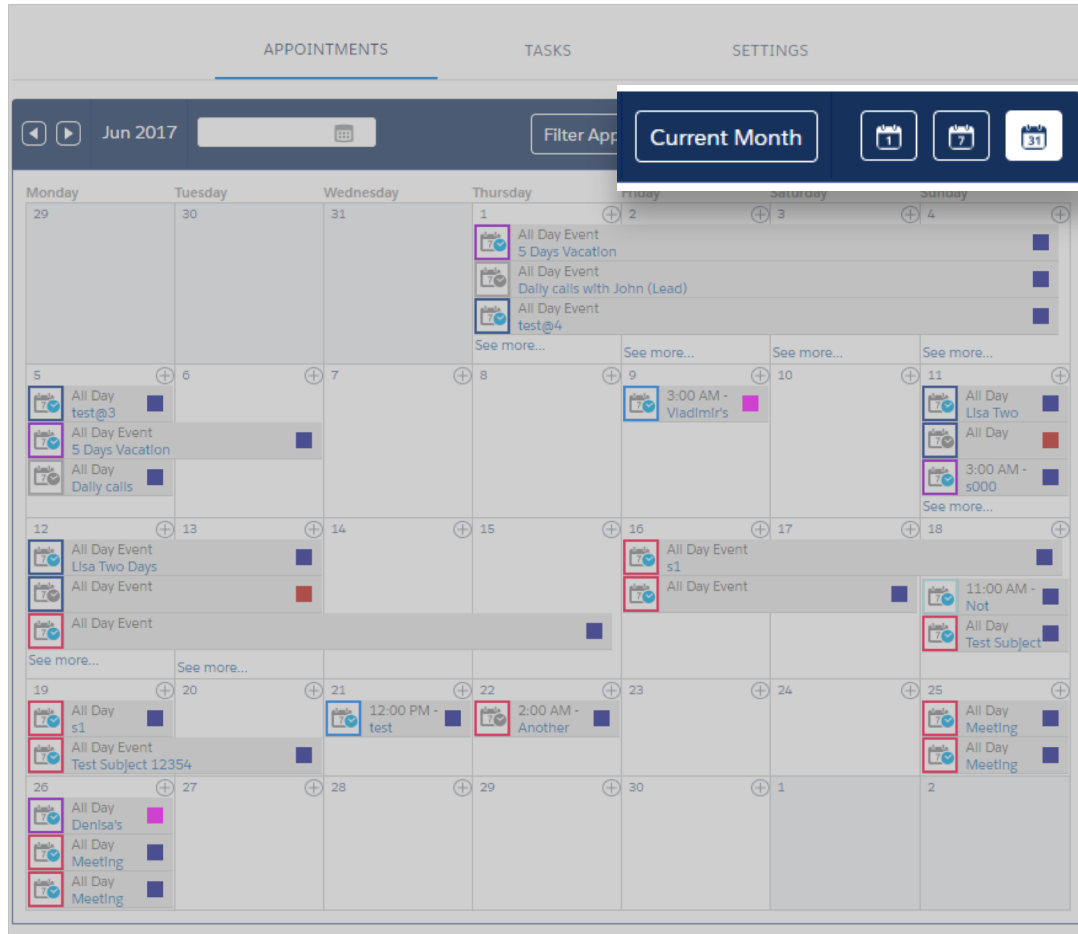 APPOINTMENTS TASKS SETTINGS
Jun 2017 Filter App Current Month 1 7 31
Monday Tuesday Wednesday Thursday Friday Saturday Sunday
29 30 31 1 2 3 4
All Day Event
5 Days Vacation
All Day Event
Daily calls with John (Lead)
All Day Event
test@4
See more... See more... See more... See more...
5 6 7 8 9 10 11
All Day 3:00 AM - All Day
test@3 Vladimir's Lisa Two
All Day Event All Day
5 Days Vacation
All Day 3:00 AM -
Daily calls s000
See more...
12 13 14 15 16 17 18
All Day Event All Day Event
Lisa Two Days s1
All Day Event All Day Event 11:00 AM -
Not
All Day Event All Day
Test Subject
See more... See more...
19 20 21 22 23 24 25
All Day 12:00 PM - 2:00 AM - All Day
s1 test Another Meeting
All Day Event All Day
Test Subject 12354 Meeting
26 27 28 29 30 1 2
All Day
Denisa's
All Day
Meeting
All Day
Meeting